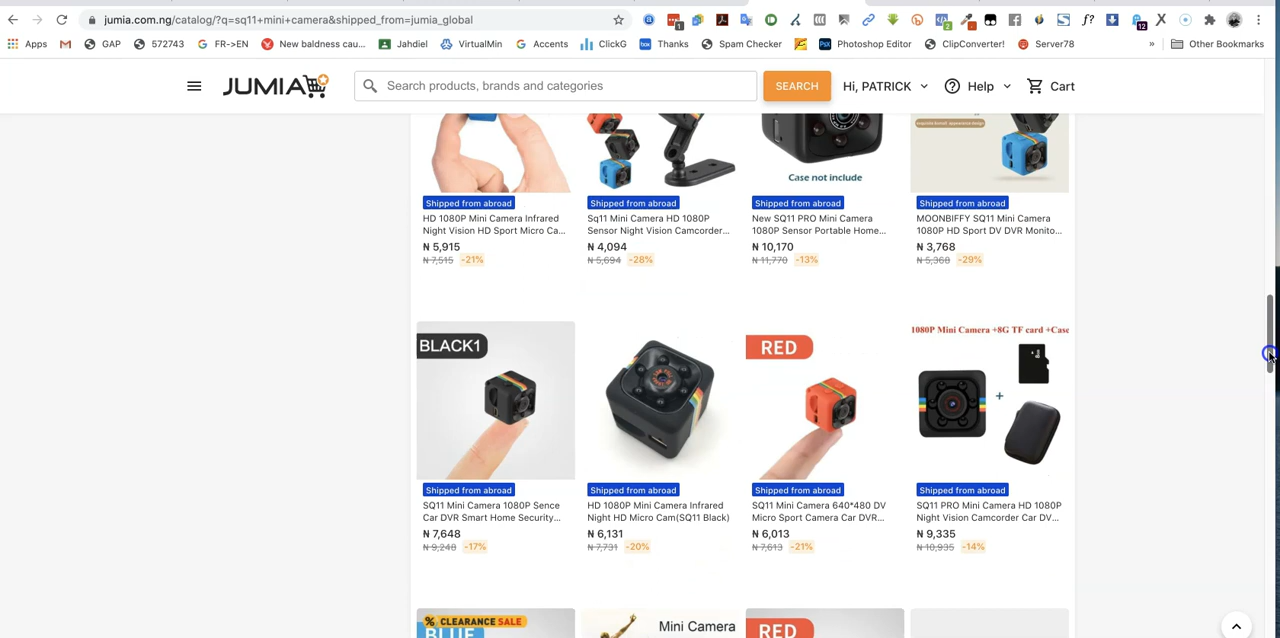 jumia.com.ng/catalog/?q=sq11+mini+camera&shipped_from=jumia_global
Apps GAP 572743 FR->EN New baldness cau... Jahdiel VirtualMin Accents ClickG Thanks Spam Checker Photoshop Editor ClipConverter! Server78 » Other Bookmarks
JUMIA Search products, brands and categories SEARCH Hi, PATRICK Help Cart
Case not include
Shipped from abroad Shipped from abroad Shipped from abroad Shipped from abroad
HD 1080P Mini Camera Infrared Sq11 Mini Camera HD 1080P New SQ11 PRO Mini Camera MOONBIFFY SQ11 Mini Camera
Night Vision HD Sport Micro Ca... Sensor Night Vision Camcorder... 1080P Sensor Portable Home... 1080P HD Sport DV DVR Monito...
₦ 5,915 ₦ 4,094 ₦ 10,170 ₦ 3,768
₦ 7,515 -21% ₦ 5,694 -28% ₦ 11,770 -13% ₦ 5,368 -29%
1080P Mini Camera +8G TF card +Case
BLACK1 RED
+
Shipped from abroad Shipped from abroad Shipped from abroad Shipped from abroad
SQ11 Mini Camera 1080P Sence HD 1080P Mini Camera Infrared SQ11 Mini Camera 640*480 DV SQ11 PRO Mini Camera HD 1080P
Car DVR Smart Home Security... Night HD Micro Cam(SQ11 Black) Micro Sport Camera Car DVR... Night Vision Camcorder Car DV...
₦ 7,648 ₦ 6,131 ₦ 6,013 ₦ 9,335
₦ 9,248 -17% ₦ 7,731 -20% ₦ 7,613 -21% ₦ 10,935 -14%
% CLEARANCE SALE
BLUE Mini Camera RED